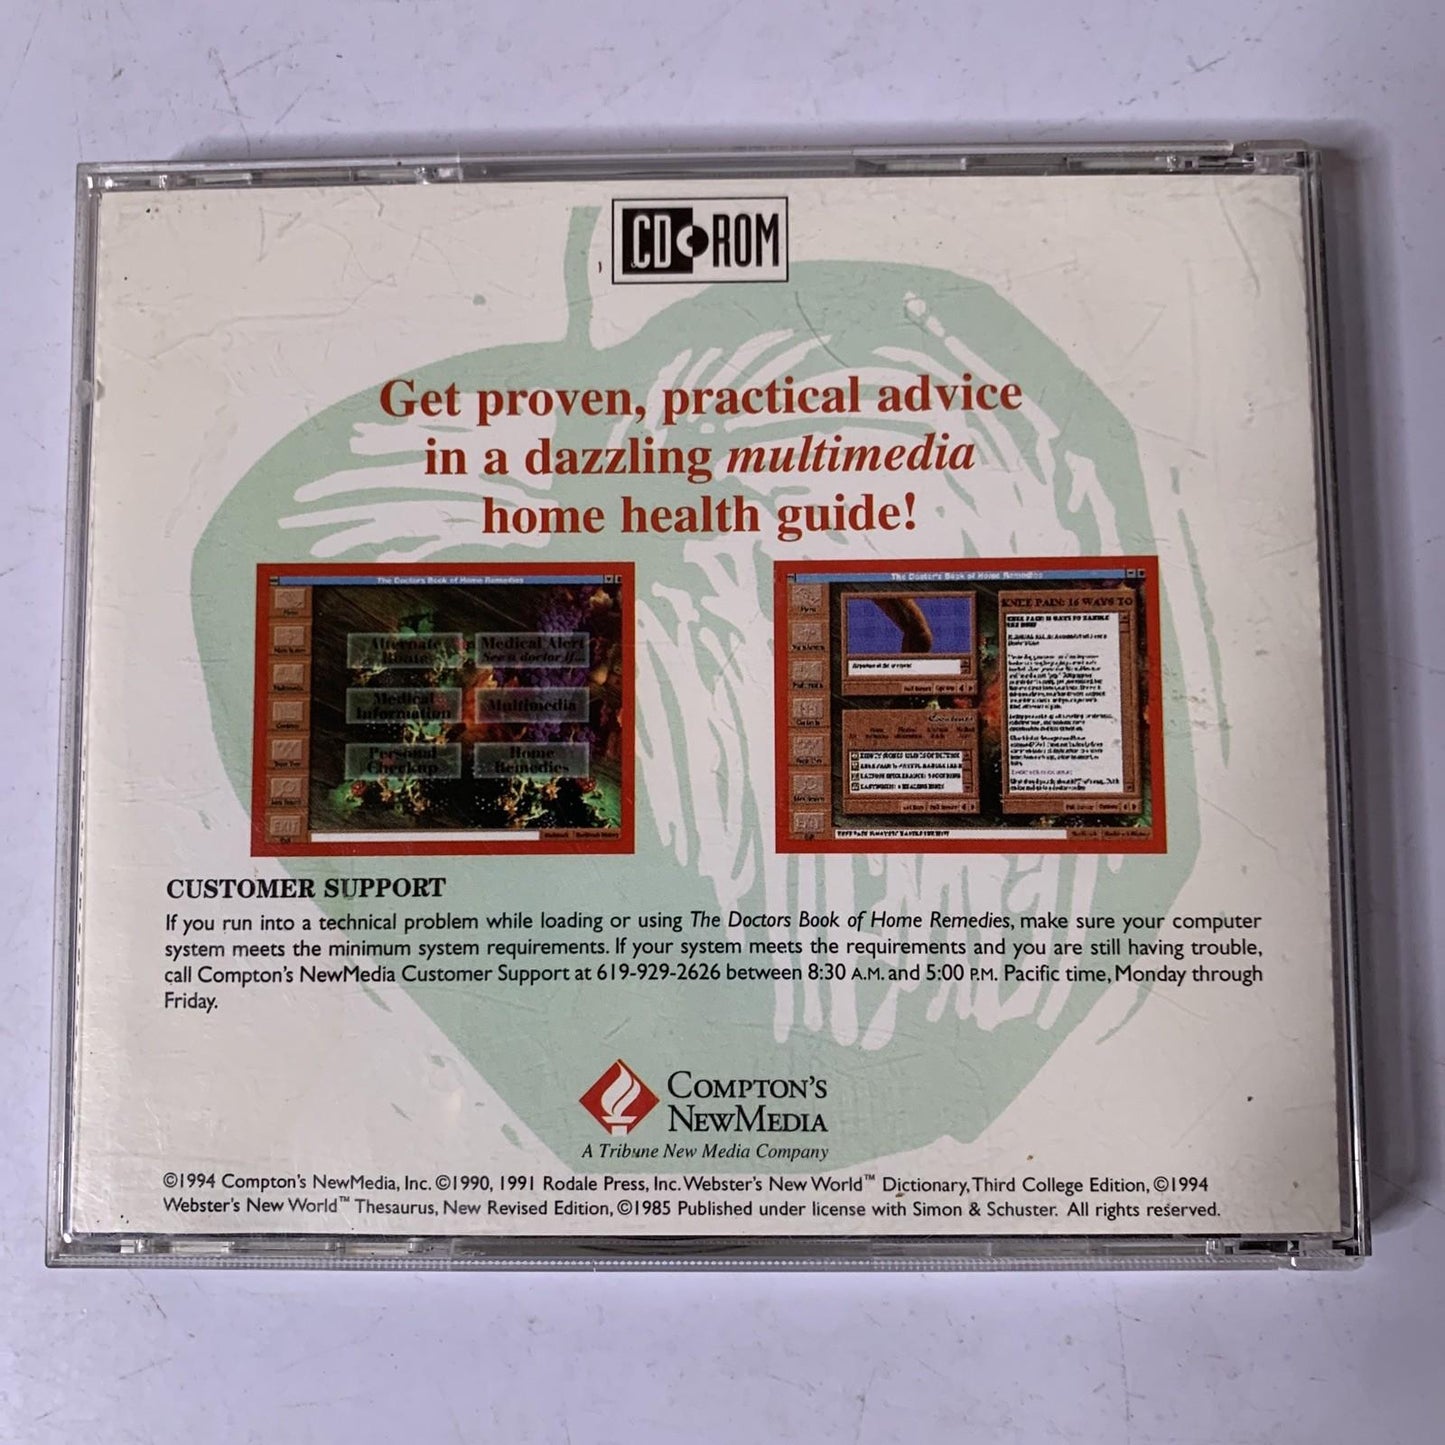 CD-ROM
Get proven, practical advice
in a dazzling multimedia
home health guide!
The Doctors Book of Home Remedies
Alternate
Route
Medical Alert
See a doctor if...
Medical
Information
Multimedia
Personal
Checkup
Home
Remedies
EXIT
The Doctor's Book of Home Remedies
KNEE PAIN: 16 WAYS TO
CUSTOMER SUPPORT
If you run into a technical problem while loading or using The Doctors Book of Home Remedies, make sure your computer
system meets the minimum system requirements. If your system meets the requirements and you are still having trouble,
call Compton's NewMedia Customer Support at 619-929-2626 between 8:30 A.M. and 5:00 P.M. Pacific time, Monday through
Friday.
COMPTON'S
NEWMEDIA
A Tribune New Media Company
©1994 Compton's NewMedia, Inc. ©1990, 1991 Rodale Press, Inc. Webster's New World™ Dictionary, Third College Edition, ©1994
Webster's New World™ Thesaurus, New Revised Edition, ©1985 Published under license with Simon & Schuster. All rights reserved.